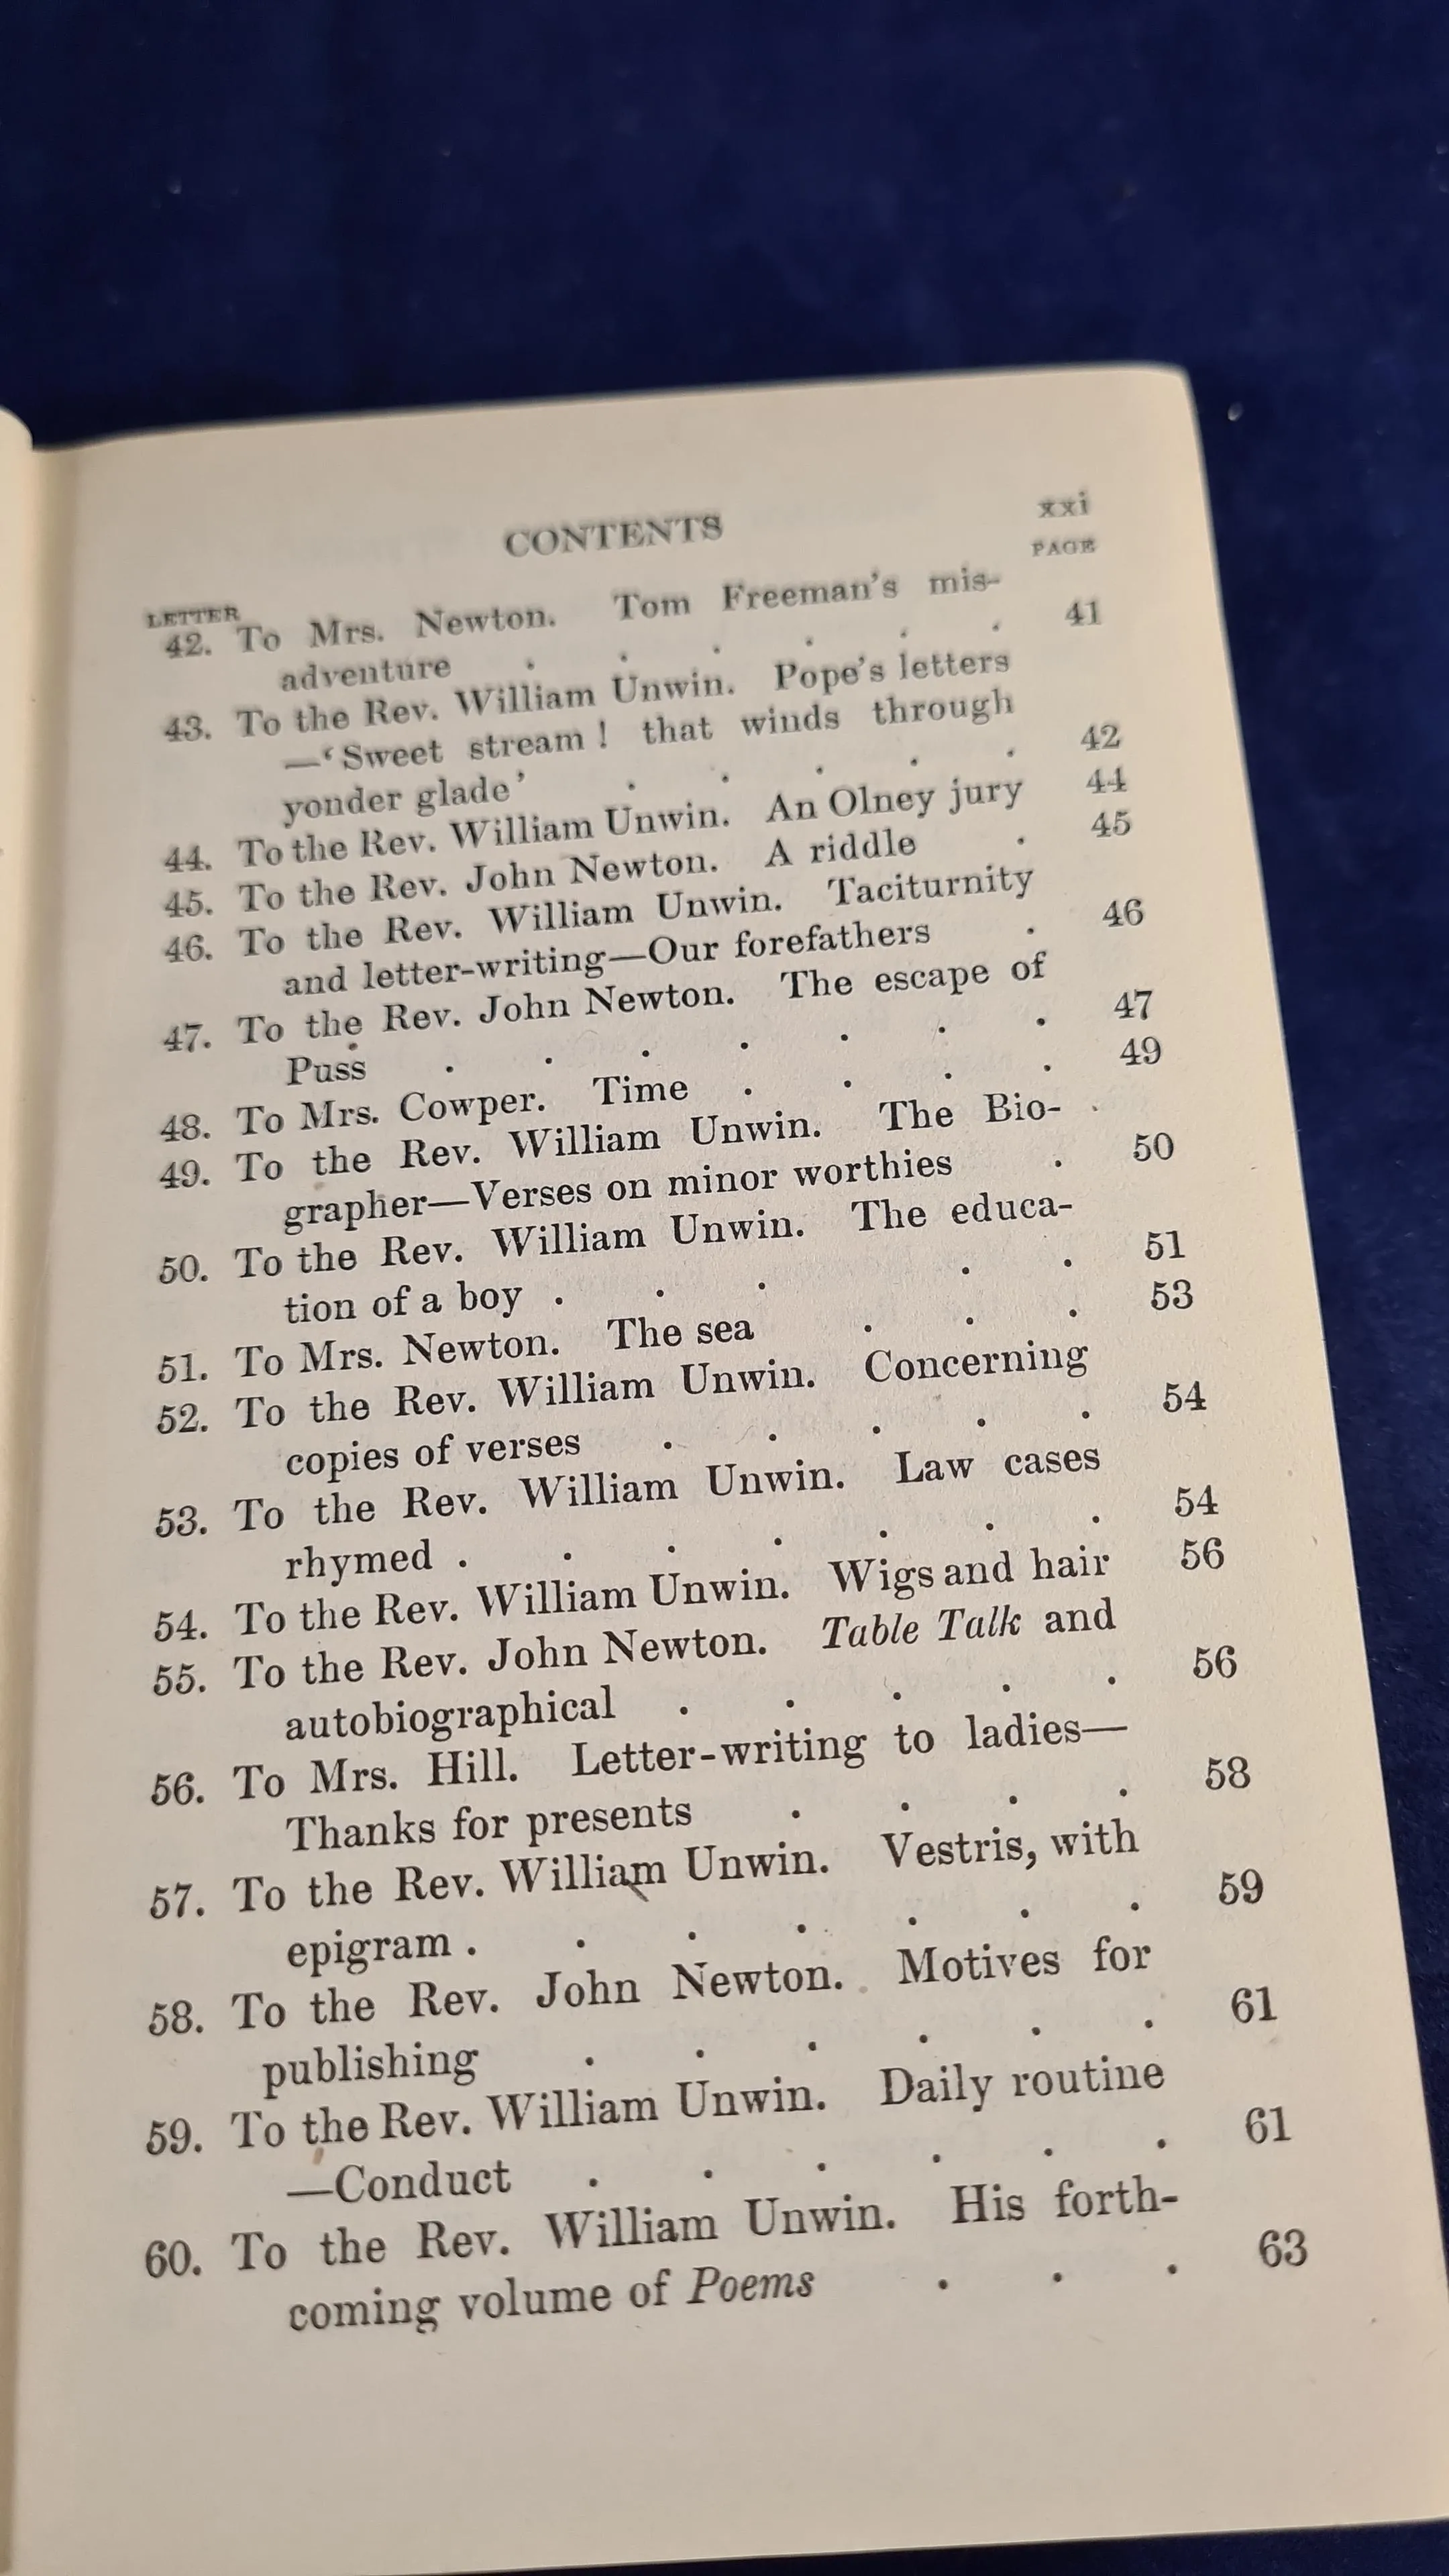 CONTENTS xxi
LETTER PAGE
42. To Mrs. Newton. Tom Freeman's mis-
adventure . . . . . . 41
43. To the Rev. William Unwin. Pope's letters
—‘Sweet stream ! that winds through
yonder glade’ . . . . . 42
44. To the Rev. William Unwin. An Olney jury 44
45. To the Rev. John Newton. A riddle . 45
46. To the Rev. William Unwin. Taciturnity
and letter-writing—Our forefathers . 46
47. To the Rev. John Newton. The escape of
Puss . . . . . . . 47
48. To Mrs. Cowper. Time . . . . 49
49. To the Rev. William Unwin. The Bio-
grapher—Verses on minor worthies . 50
50. To the Rev. William Unwin. The educa-
tion of a boy . . . . . 51
51. To Mrs. Newton. The sea . . . 53
52. To the Rev. William Unwin. Concerning
copies of verses . . . . . 54
53. To the Rev. William Unwin. Law cases
rhymed . . . . . . . 54
54. To the Rev. William Unwin. Wigs and hair 56
55. To the Rev. John Newton. Table Talk and
autobiographical . . . . . 56
56. To Mrs. Hill. Letter-writing to ladies—
Thanks for presents . . . . 58
57. To the Rev. William Unwin. Vestris, with
epigram . . . . . . . 59
58. To the Rev. John Newton. Motives for
publishing . . . . . . 61
59. To the Rev. William Unwin. Daily routine
—Conduct . . . . . . 61
60. To the Rev. William Unwin. His forth-
coming volume of Poems . . . 63